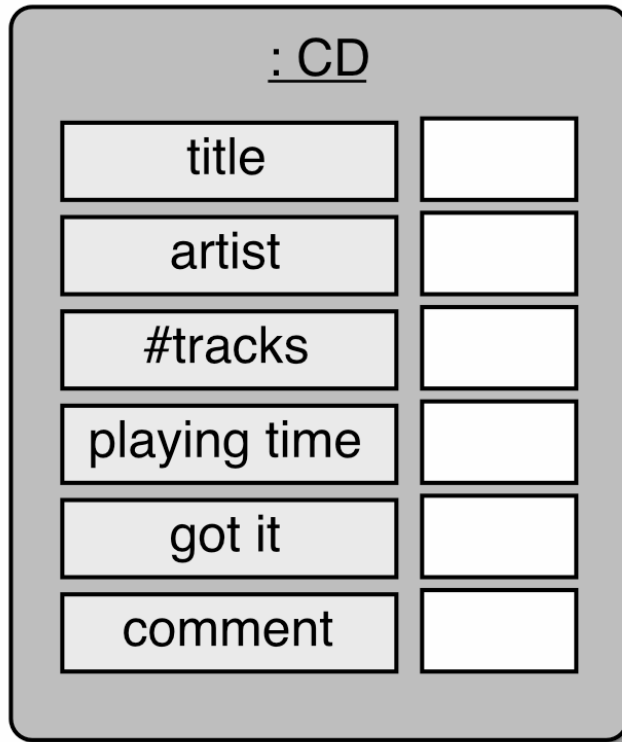 : CD
title
artist
#tracks
playing time
got it
comment